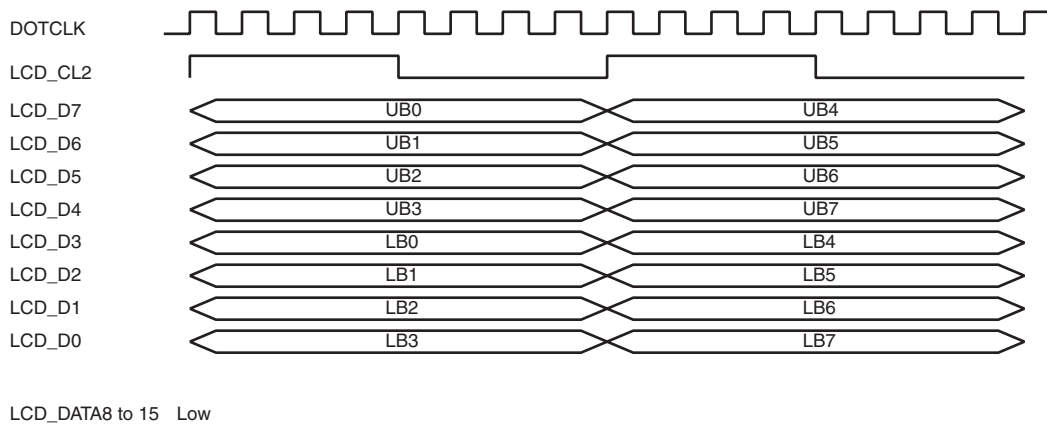 DOTCLK
LCD_CL2
LCD_D7 UB0 UB4
LCD_D6 UB1 UB5
LCD_D5 UB2 UB6
LCD_D4 UB3 UB7
LCD_D3 LB0 LB4
LCD_D2 LB1 LB5
LCD_D1 LB2 LB6
LCD_D0 LB3 LB7
LCD_DATA8 to 15 Low